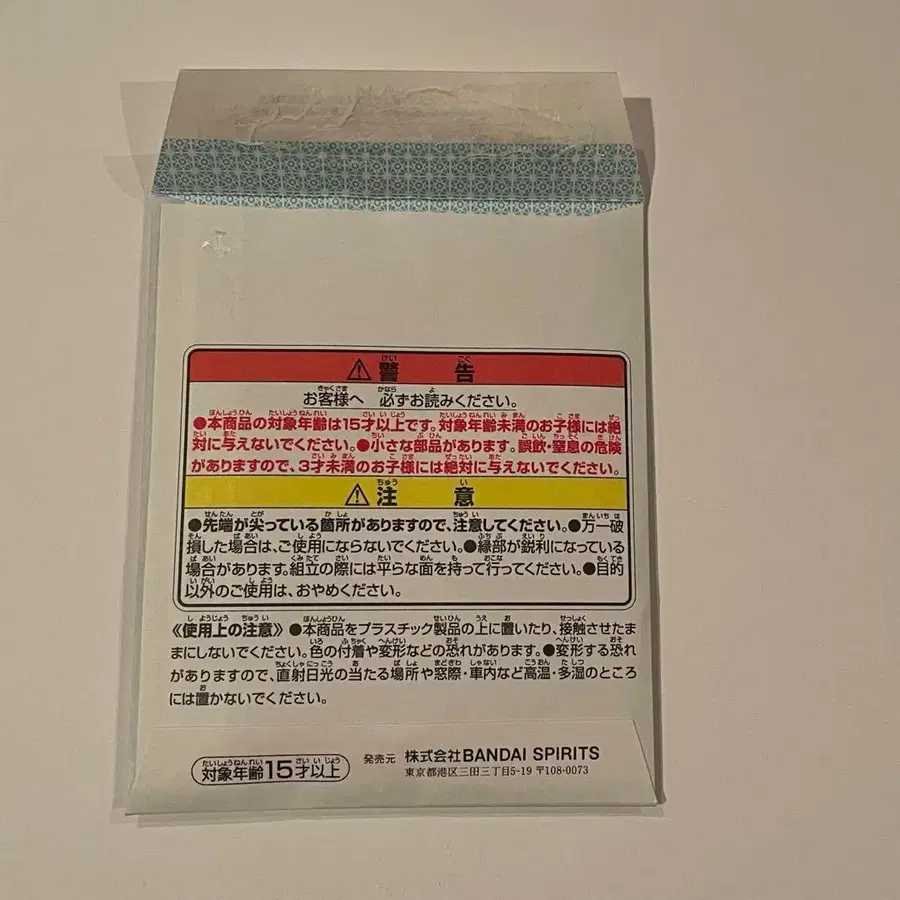 警告
お客様へ 必ずお読みください。
●本商品の対象年齢は15才以上です。対象年齢未満のお子様には絶
対に与えないでください。●小さな部品があります。誤飲・窒息の危険
がありますので、3才未満のお子様には絶対に与えないでください。
注意
●先端が尖っている箇所がありますので、注意してください。●万一破
損した場合は、ご使用にならないでください。●縁部が鋭利になっている
場合があります。組立の際には平らな面を持って行ってください。●目的
以外のご使用は、おやめください。
《使用上の注意》●本商品をプラスチック製品の上に置いたり、接触させたま
まにしないでください。色の付着や変形などの恐れがあります。●変形する恐れ
がありますので、直射日光の当たる場所や窓際・車内など高温・多湿のところ
には置かないでください。
対象年齢15才以上
発売元 株式会社BANDAI SPIRITS
東京都港区三田三丁目5-19 〒108-0073